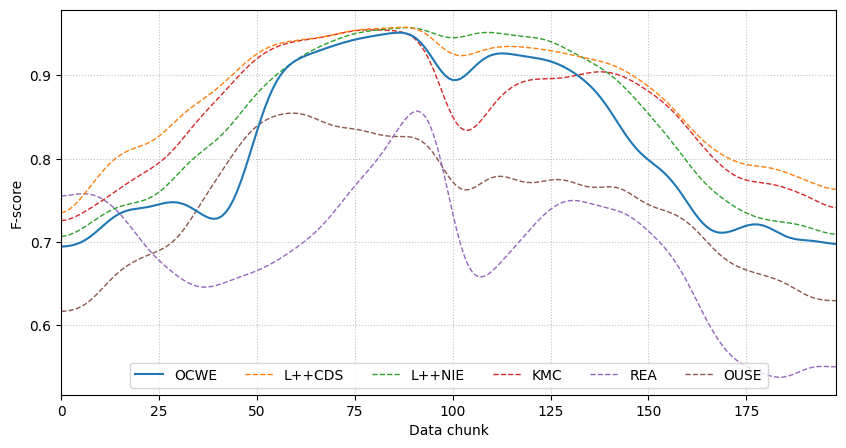 F-score
0.9
0.8
0.7
0.6
OCWE L++CDS L++NIE KMC REA OUSE
0 25 50 75 100 125 150 175
Data chunk